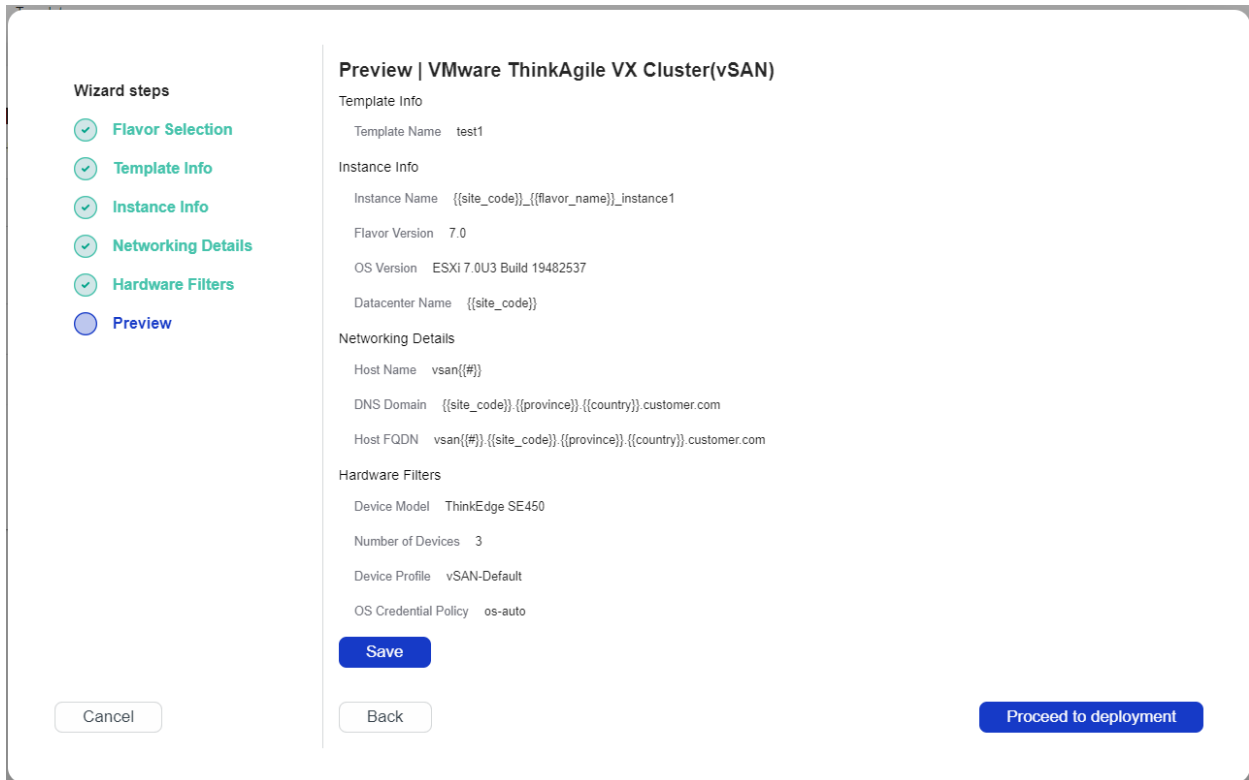 Preview | VMware ThinkAgile VX Cluster(vSAN)
Wizard steps
Template Info
Flavor Selection
Template Name test1
Template Info
Instance Info
Instance Info
Instance Name {{site_code}}_{{flavor_name}}_instance1
Flavor Version 7.0
Networking Details
OS Version ESXi 7.0U3 Build 19482537
Hardware Filters
Datacenter Name {{site_code}}
Preview
Networking Details
Host Name vsan{{#}}
DNS Domain {{site_code}}.{{province}}.{{country}}.customer.com
Host FQDN vsan{{#}}.{{site_code}}.{{province}}.{{country}}.customer.com
Hardware Filters
Device Model ThinkEdge SE450
Number of Devices 3
Device Profile vSAN-Default
OS Credential Policy os-auto
Save
Cancel
Back
Proceed to deployment